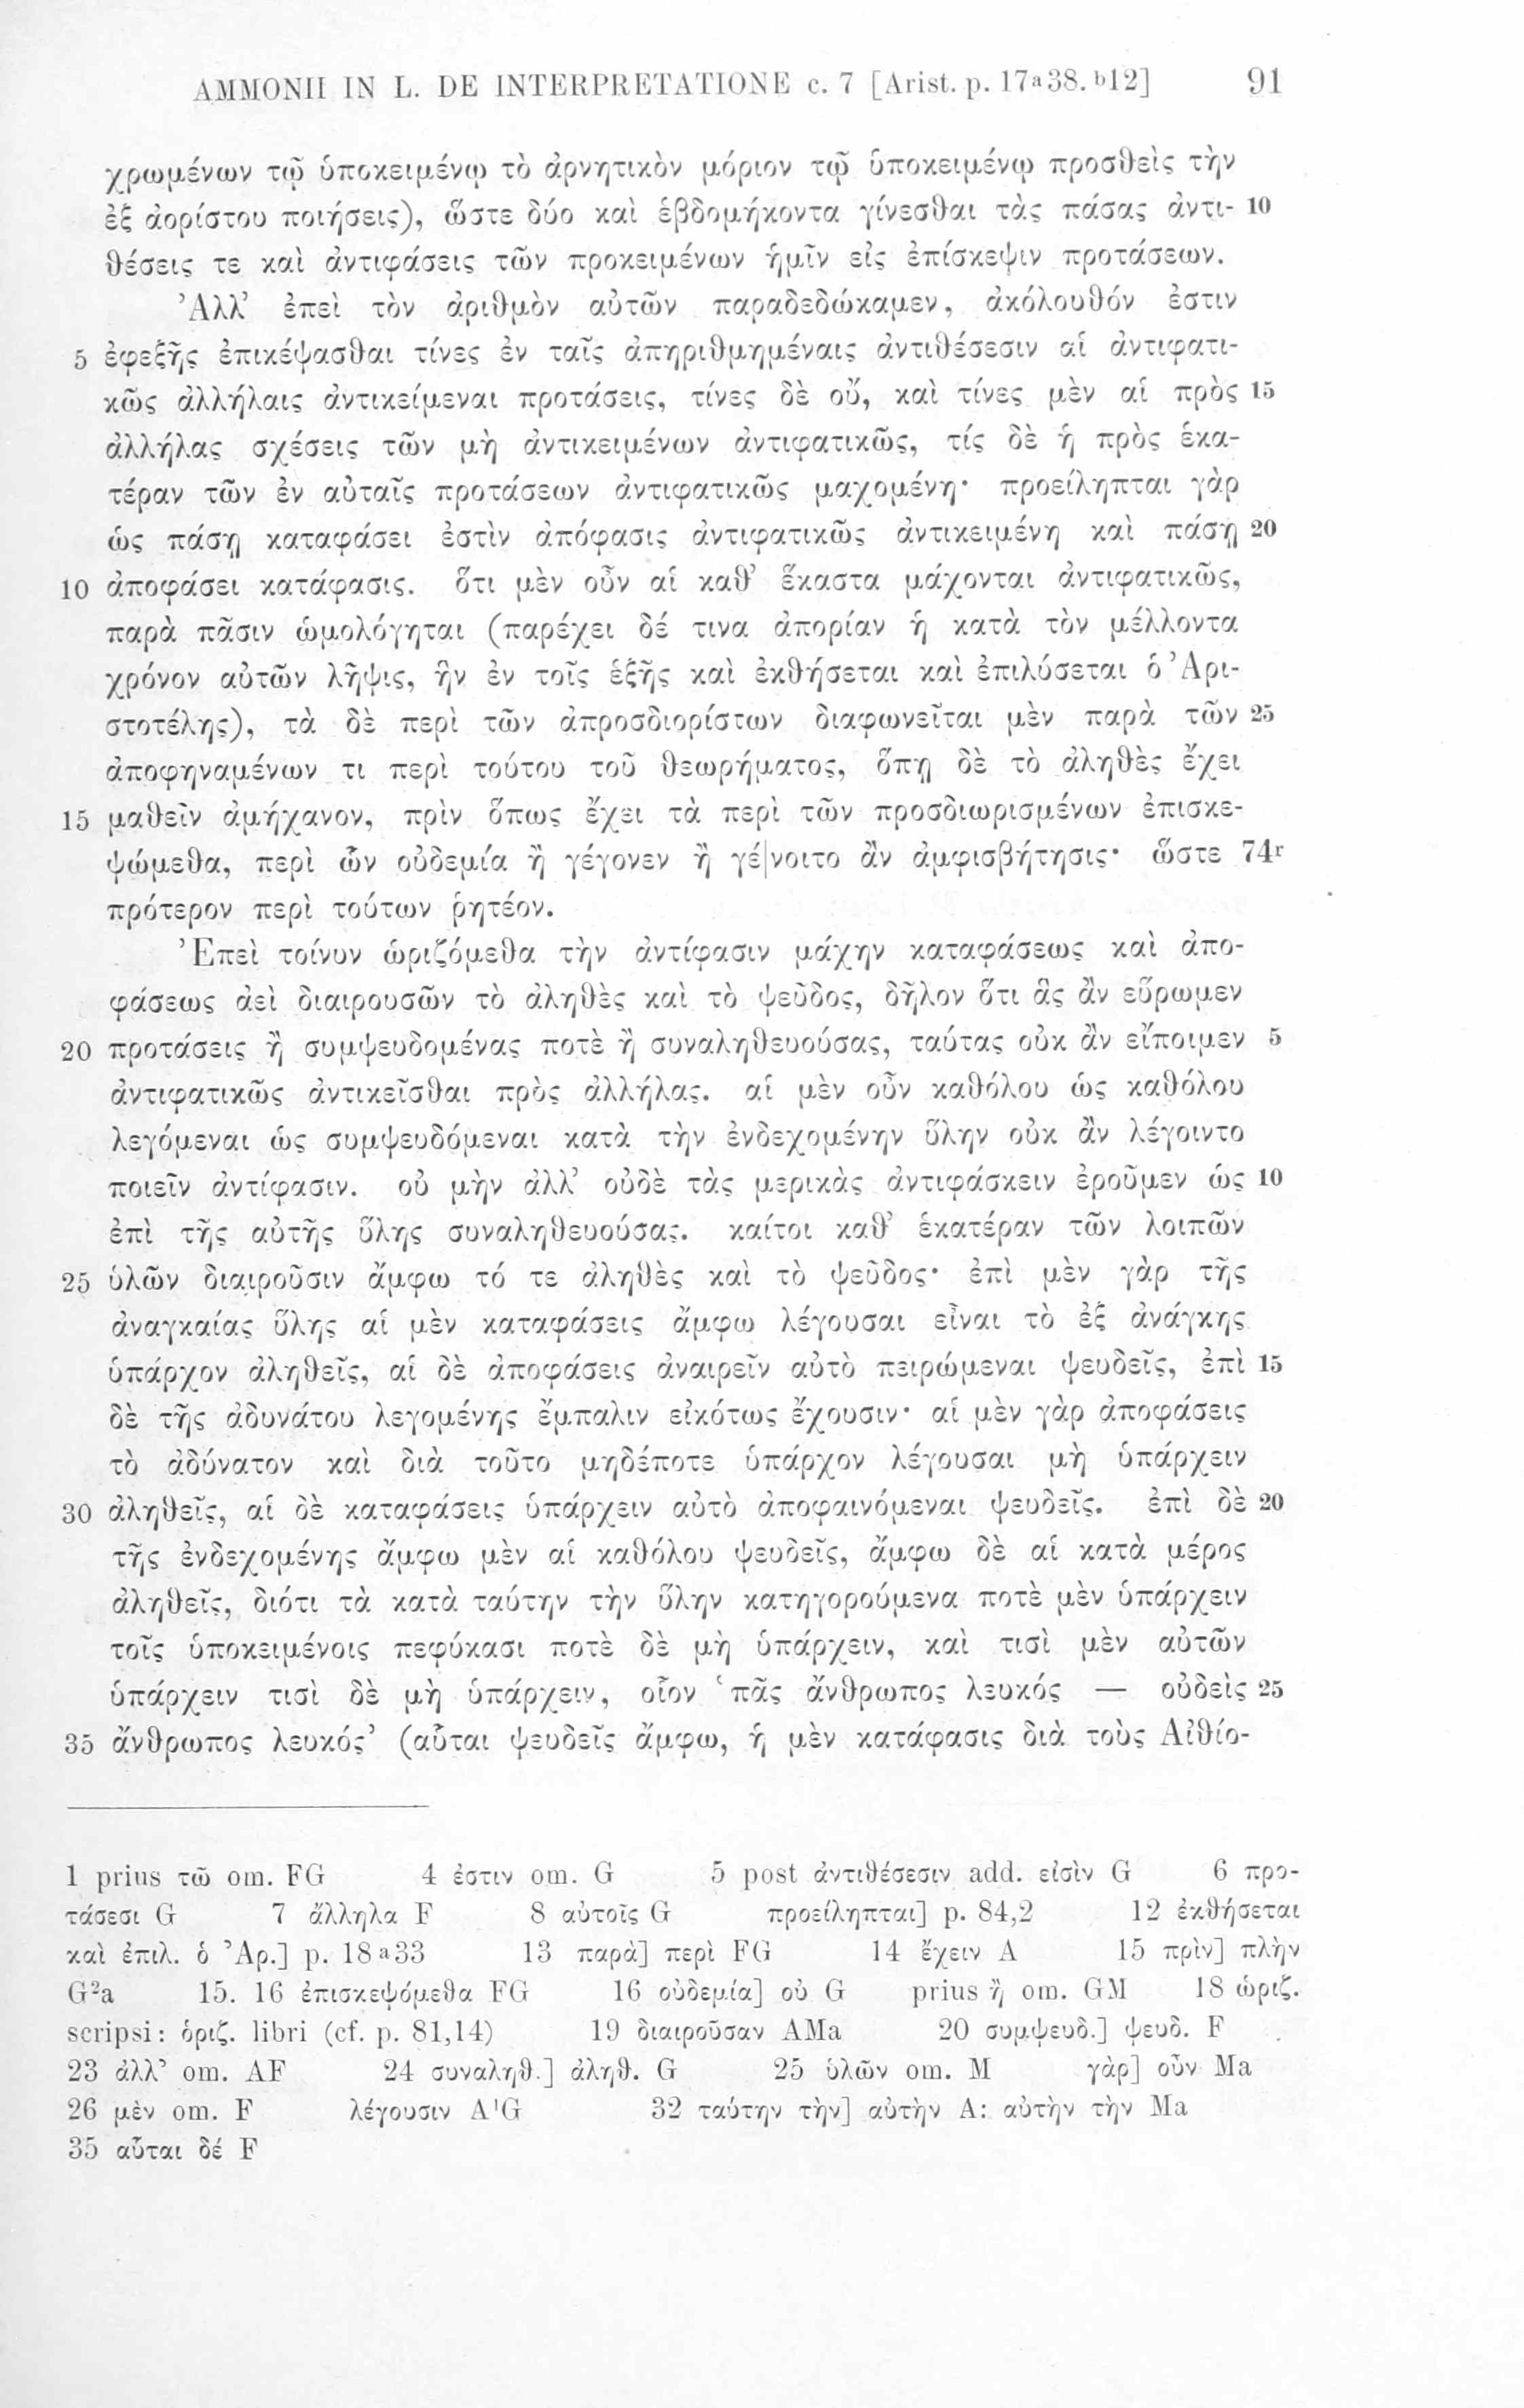 AMMONII IN L. DE INTERPRETATIONE c. 7 [Arist. p. 17a38. b12] 91
χρωμένων τῷ ὑποκειμένῳ τὸ ἀρνητικὸν μόριον τῷ ὑποκειμένῳ προσθεὶς τὴν
ἐξ ἀορίστου ποιήσεις), ὥστε δύο καὶ ἑβδομήκοντα γίνεσθαι τὰς πάσας ἀντι- 10
θέσεις τε καὶ ἀντιφάσεις τῶν προκειμένων ἡμῖν εἰς ἐπίσκεψιν προτάσεων.
Ἀλλ’ ἐπεὶ τὸν ἀριθμὸν αὐτῶν παραδεδώκαμεν, ἀκόλουθόν ἐστιν
5 ἐφεξῆς ἐπικέψασθαι τίνες ἐν ταῖς ἀπηριθμημέναις ἀντιθέσεσιν αἱ ἀντιφατι-
κῶς ἀλλήλαις ἀντικείμεναι προτάσεις, τίνες δὲ οὔ, καὶ τίνες μὲν αἱ πρὸς 15
ἀλλήλας σχέσεις τῶν μὴ ἀντικειμένων ἀντιφατικῶς, τίς δὲ ἡ πρὸς ἑκα-
τέραν τῶν ἐν αὐταῖς προτάσεων ἀντιφατικῶς μαχομένη· προείληπται γὰρ
ὡς πάσῃ καταφάσει ἐστὶν ἀπόφασις ἀντιφατικῶς ἀντικειμένη καὶ πάσῃ 20
10 ἀποφάσει κατάφασις. ὅτι μὲν οὖν αἱ καθ’ ἕκαστα μάχονται ἀντιφατικῶς,
παρὰ πᾶσιν ὡμολόγηται (παρέχει δέ τινα ἀπορίαν ἡ κατὰ τὸν μέλλοντα
χρόνον αὐτῶν λῆψις, ἣν ἐν τοῖς ἑξῆς καὶ ἐκθήσεται καὶ ἐπιλύσεται ὁ Ἀρι-
στοτέλης), τὰ δὲ περὶ τῶν ἀπροσδιορίστων διαφωνεῖται μὲν παρὰ τῶν 25
ἀποφηναμένων τι περὶ τούτου τοῦ θεωρήματος, ὅπῃ δὲ τὸ ἀληθὲς ἔχει
15 μαθεῖν ἀμήχανον, πρὶν ὅπως ἔχει τὰ περὶ τῶν προσδιωρισμένων ἐπισκε-
ψώμεθα, περὶ ὧν οὐδεμία ἢ γέγονεν ἢ γέ|νοιτο ἂν ἀμφισβήτησις· ὥστε 74r
πρότερον περὶ τούτων ῥητέον.
Ἐπεὶ τοίνυν ὡριζόμεθα τὴν ἀντίφασιν μάχην καταφάσεως καὶ ἀπο-
φάσεως ἀεὶ διαιρουσῶν τὸ ἀληθὲς καὶ τὸ ψεῦδος, δῆλον ὅτι ἃς ἂν εὕρωμεν
20 προτάσεις ἢ συμψευδομένας ποτὲ ἢ συναληθευούσας, ταύτας οὐκ ἂν εἴποιμεν 5
ἀντιφατικῶς ἀντικεῖσθαι πρὸς ἀλλήλας. αἱ μὲν οὖν καθόλου ὡς καθόλου
λεγόμεναι ὡς συμψευδόμεναι κατὰ τὴν ἐνδεχομένην ὕλην οὐκ ἂν λέγοιντο
ποιεῖν ἀντίφασιν. οὐ μὴν ἀλλ’ οὐδὲ τὰς μερικὰς ἀντιφάσκειν ἐροῦμεν ὡς 10
ἐπὶ τῆς αὐτῆς ὕλης συναληθευούσας. καίτοι καθ’ ἑκατέραν τῶν λοιπῶν
25 ὑλῶν διαιροῦσιν ἄμφω τό τε ἀληθὲς καὶ τὸ ψεῦδος· ἐπὶ μὲν γὰρ τῆς
ἀναγκαίας ὕλης αἱ μὲν καταφάσεις ἄμφω λέγουσαι εἶναι τὸ ἐξ ἀνάγκης
ὑπάρχον ἀληθεῖς, αἱ δὲ ἀποφάσεις ἀναιρεῖν αὐτὸ πειρώμεναι ψευδεῖς, ἐπὶ 15
δὲ τῆς ἀδυνάτου λεγομένης ἔμπαλιν εἰκότως ἔχουσιν· αἱ μὲν γὰρ ἀποφάσεις
τὸ ἀδύνατον καὶ διὰ τοῦτο μηδέποτε ὑπάρχον λέγουσαι μὴ ὑπάρχειν
30 ἀληθεῖς, αἱ δὲ καταφάσεις ὑπάρχειν αὐτὸ ἀποφαινόμεναι ψευδεῖς. ἐπὶ δὲ 20
τῆς ἐνδεχομένης ἄμφω μὲν αἱ καθόλου ψευδεῖς, ἄμφω δὲ αἱ κατὰ μέρος
ἀληθεῖς, διότι τὰ κατὰ ταύτην τὴν ὕλην κατηγορούμενα ποτὲ μὲν ὑπάρχειν
τοῖς ὑποκειμένοις πεφύκασι ποτὲ δὲ μὴ ὑπάρχειν, καὶ τισὶ μὲν αὐτῶν
ὑπάρχειν τισὶ δὲ μὴ ὑπάρχειν, οἷον ‘πᾶς ἄνθρωπος λευκός — οὐδεὶς 25
35 ἄνθρωπος λευκός’ (αὗται ψευδεῖς ἄμφω, ἡ μὲν κατάφασις διὰ τοὺς Αἰθίο-
1 prius τῶ om. FG 4 ἐστιν om. G 5 post ἀντιθέσεσιν add. εἰσὶν G 6 προ-
τάσεσι G 7 ἄλληλα F 8 αὐτοῖς G προείληπται] p. 84,2 12 ἐκθήσεται
καὶ ἐπιλ. ὁ Ἀρ.] p. 18a33 13 παρὰ] περὶ FG 14 ἔχειν A 15 πρὶν] πλὴν
G²a 15. 16 ἐπισκεψόμεθα FG 16 οὐδεμία] οὐ G prius ἢ om. GM 18 ὡριζ.
scripsi: ὁριζ. libri (cf. p. 81,14) 19 διαιροῦσαν AMa 20 συμψευδ.] ψευδ. F
23 ἀλλ’ om. AF 24 συναληθ.] ἀληθ. G 25 ὑλῶν om. M γὰρ] οὖν Ma
26 μὲν om. F λέγουσιν A¹G 32 ταύτην τὴν] αὐτὴν A: αὐτὴν τὴν Ma
35 αὗται δέ F